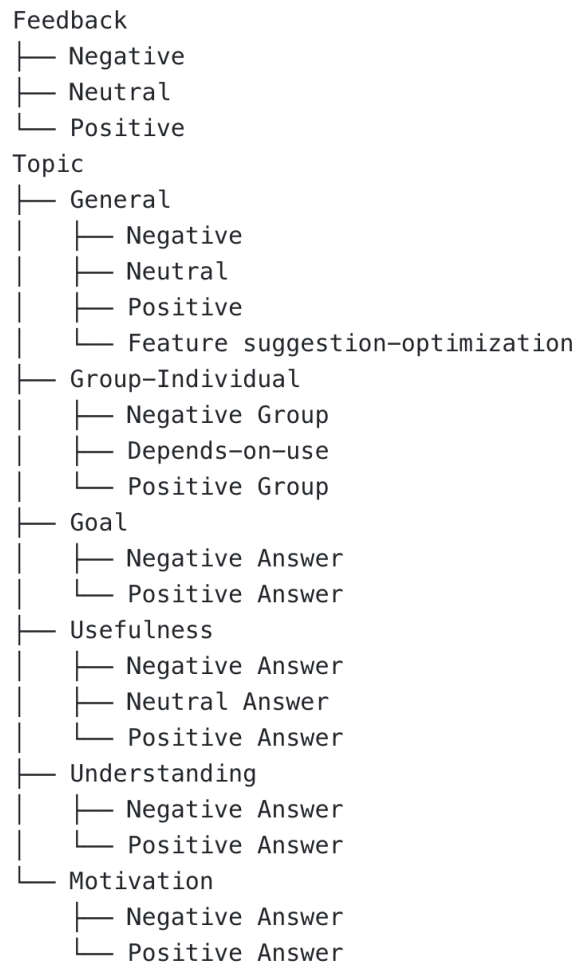 Feedback
├── Negative
├── Neutral
└── Positive
Topic
├── General
│   ├── Negative
│   ├── Neutral
│   ├── Positive
│   └── Feature suggestion-optimization
├── Group-Individual
│   ├── Negative Group
│   ├── Depends-on-use
│   └── Positive Group
├── Goal
│   ├── Negative Answer
│   └── Positive Answer
├── Usefulness
│   ├── Negative Answer
│   ├── Neutral Answer
│   └── Positive Answer
├── Understanding
│   ├── Negative Answer
│   └── Positive Answer
└── Motivation
    ├── Negative Answer
    └── Positive Answer